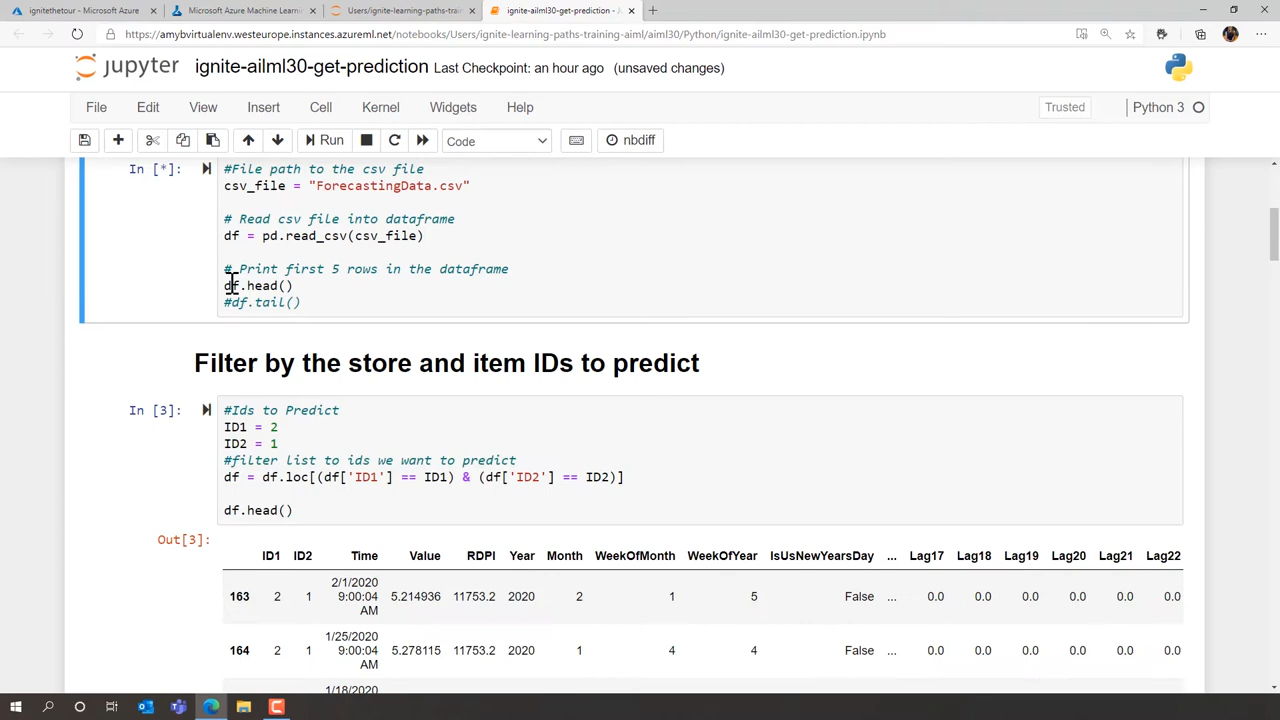 ignitethetour - Microsoft Azure
Microsoft Azure Machine Learni
Users/ignite-learning-paths-trai
ignite-ailml30-get-prediction - J
https://amybvirtualenv.westeurope.instances.azureml.net/notebooks/Users/ignite-learning-paths-training-aiml/aiml30/Python/ignite-ailml30-get-prediction.ipynb
jupyter ignite-ailml30-get-prediction Last Checkpoint: an hour ago (unsaved changes)
File Edit View Insert Cell Kernel Widgets Help Trusted Python 3
Run Code nbdiff
In [*]: #File path to the csv file
csv_file = "ForecastingData.csv"
# Read csv file into dataframe
df = pd.read_csv(csv_file)
# Print first 5 rows in the dataframe
df.head()
#df.tail()
Filter by the store and item IDs to predict
In [3]: #Ids to Predict
ID1 = 2
ID2 = 1
#filter list to ids we want to predict
df = df.loc[(df['ID1'] == ID1) & (df['ID2'] == ID2)]
df.head()
Out[3]:
ID1 ID2 Time Value RDPI Year Month WeekOfMonth WeekOfYear IsUsNewYearsDay ... Lag17 Lag18 Lag19 Lag20 Lag21 Lag22
163 2 1 2/1/2020 9:00:04 AM 5.214936 11753.2 2020 2 1 5 False ... 0.0 0.0 0.0 0.0 0.0 0.0
164 2 1 1/25/2020 9:00:04 AM 5.278115 11753.2 2020 1 4 4 False ... 0.0 0.0 0.0 0.0 0.0 0.0
1/18/2020